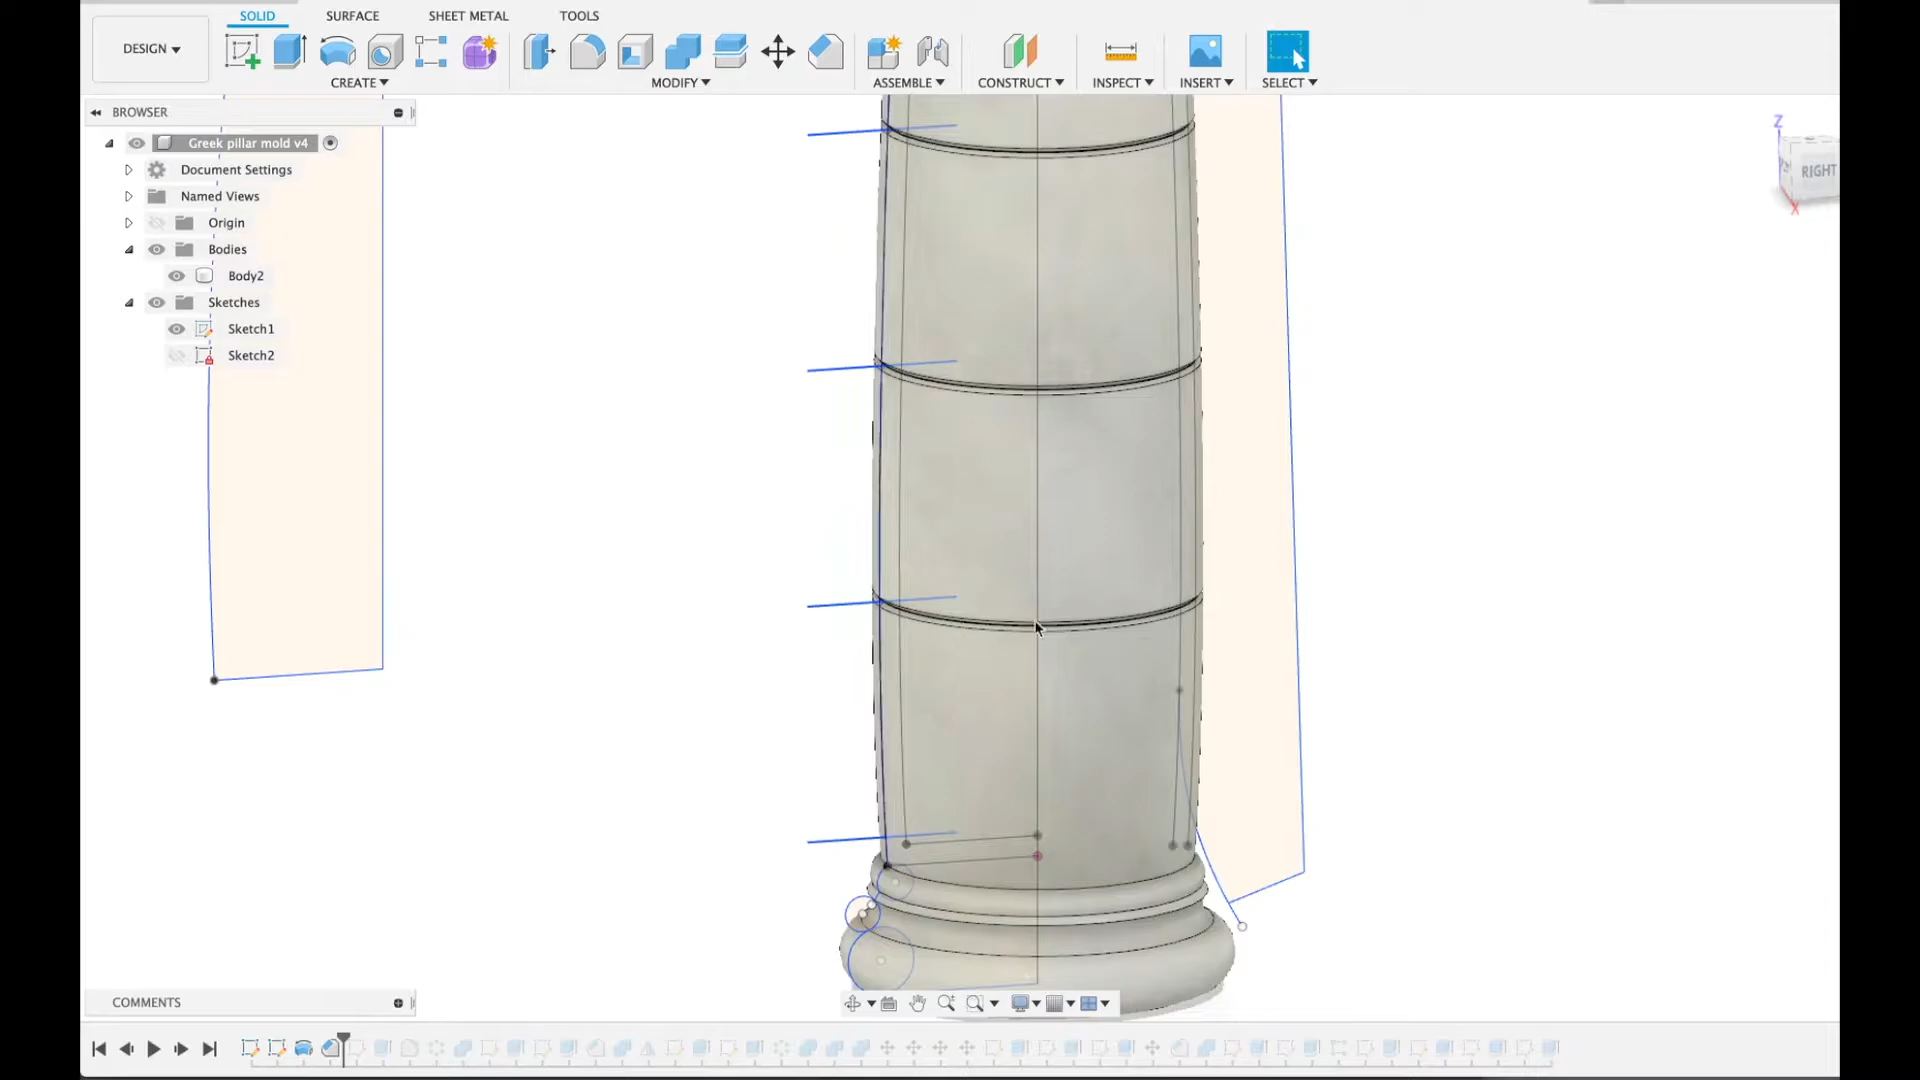 SOLID SURFACE SHEET METAL TOOLS
DESIGN
CREATE MODIFY ASSEMBLE CONSTRUCT INSPECT INSERT SELECT
BROWSER
Greek pillar mold v4
Document Settings
Named Views
Origin
Bodies
Body2
Sketches
Sketch1
Sketch2
Z
RIGHT
X
COMMENTS